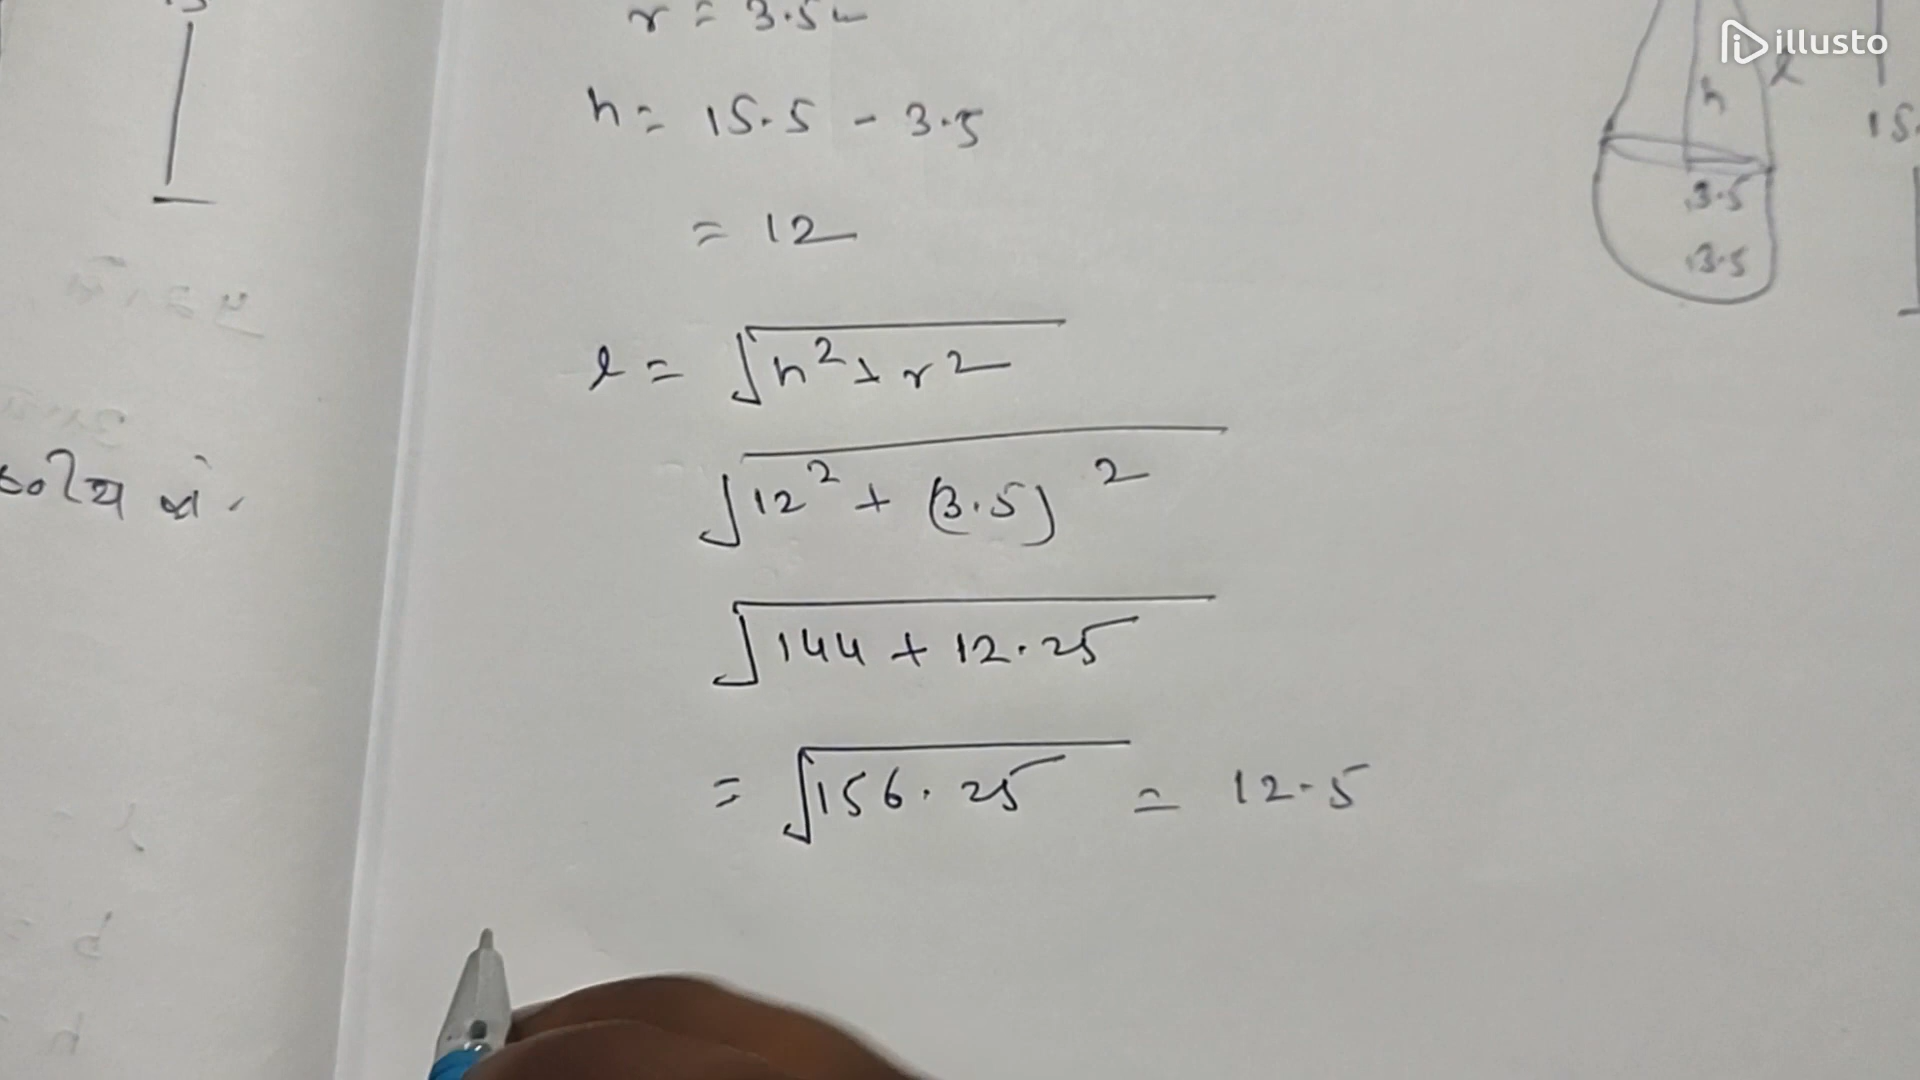 r = 3.5
h = 15.5 - 3.5
= 12
l = √h² + r²
√12² + (3.5)²
√144 + 12.25
= √156.25 = 12.5
illusto
h
l
3.5
3.5